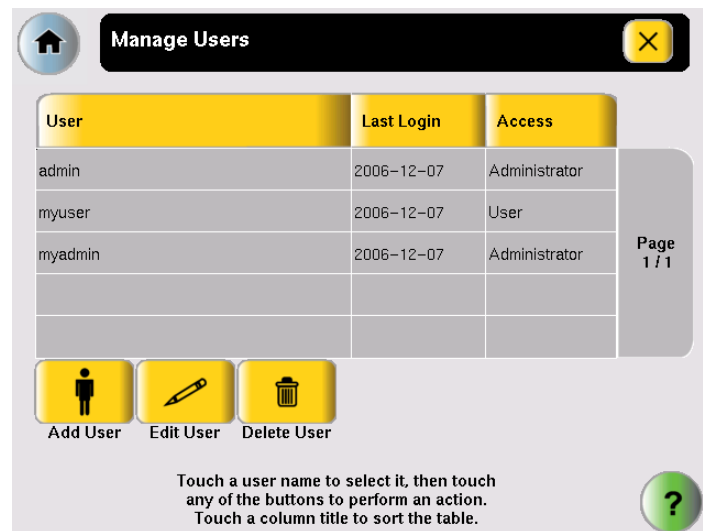 Manage Users
User Last Login Access
admin 2006-12-07 Administrator
myuser 2006-12-07 User
myadmin 2006-12-07 Administrator
Page
1 / 1
Add User Edit User Delete User
Touch a user name to select it, then touch
any of the buttons to perform an action.
Touch a column title to sort the table.
?